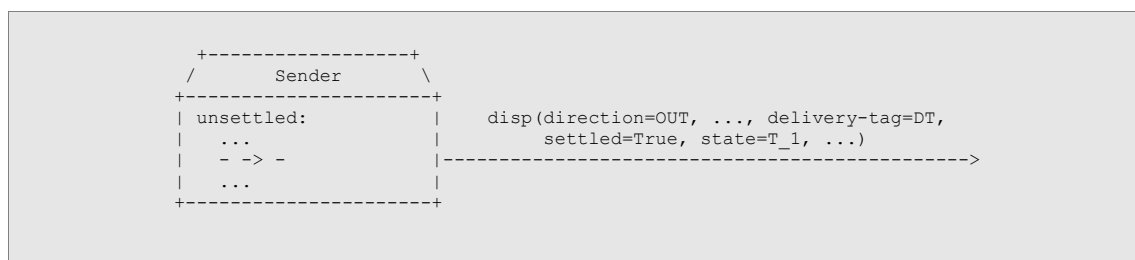 +------------------+
 /       Sender       \
+----------------------+
| unsettled:           |    disp(direction=OUT, ..., delivery-tag=DT,
|   ...                |         settled=True, state=T_1, ...)
|   - -> -             |----------------------------------------------->
|   ...                |
+----------------------+